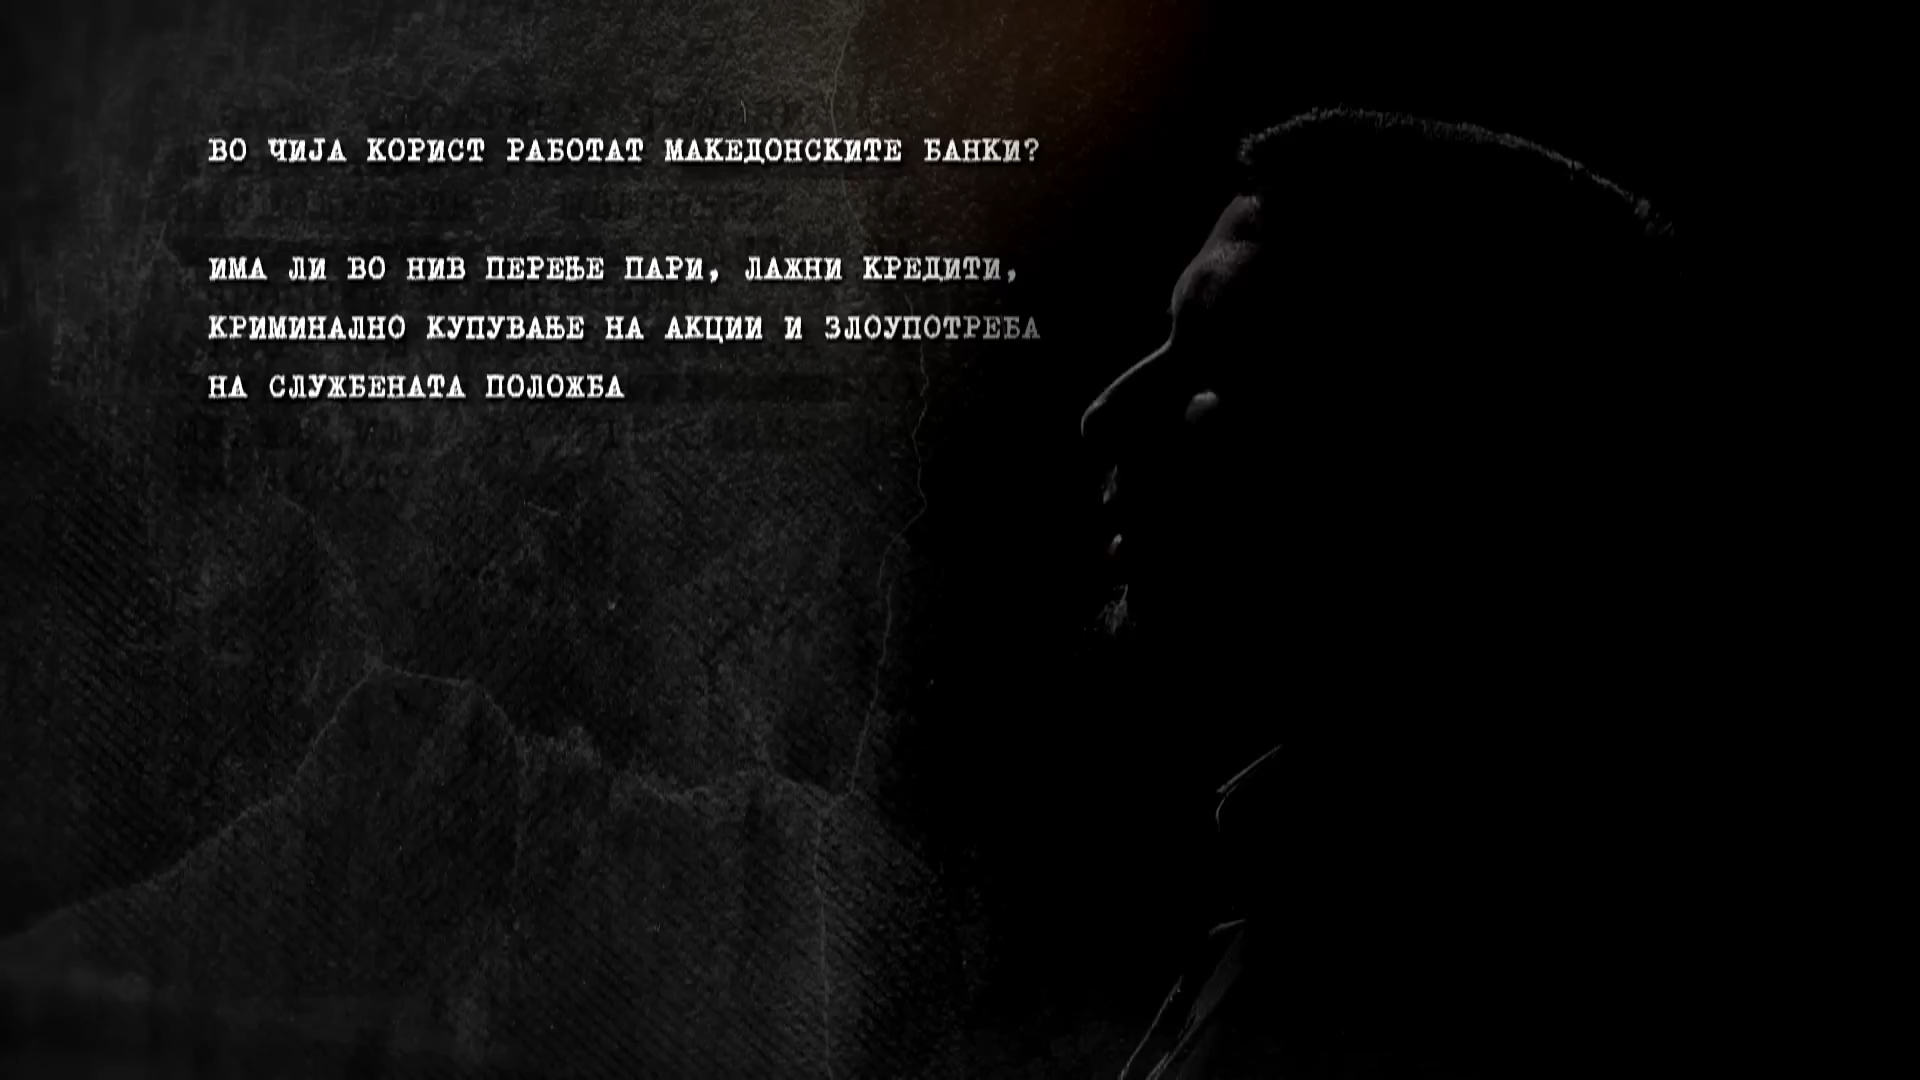 ВО ЧИЈА КОРИСТ РАБОТАТ МАКЕДОНСКИТЕ БАНКИ?
ИМА ЛИ ВО НИВ ПЕРЕЊЕ ПАРИ, ЛАЖНИ КРЕДИТИ,
КРИМИНАЛНО КУПУВАЊЕ НА АКЦИИ И ЗЛОУПОТРЕБА
НА СЛУЖБЕНАТА ПОЛОЖБА